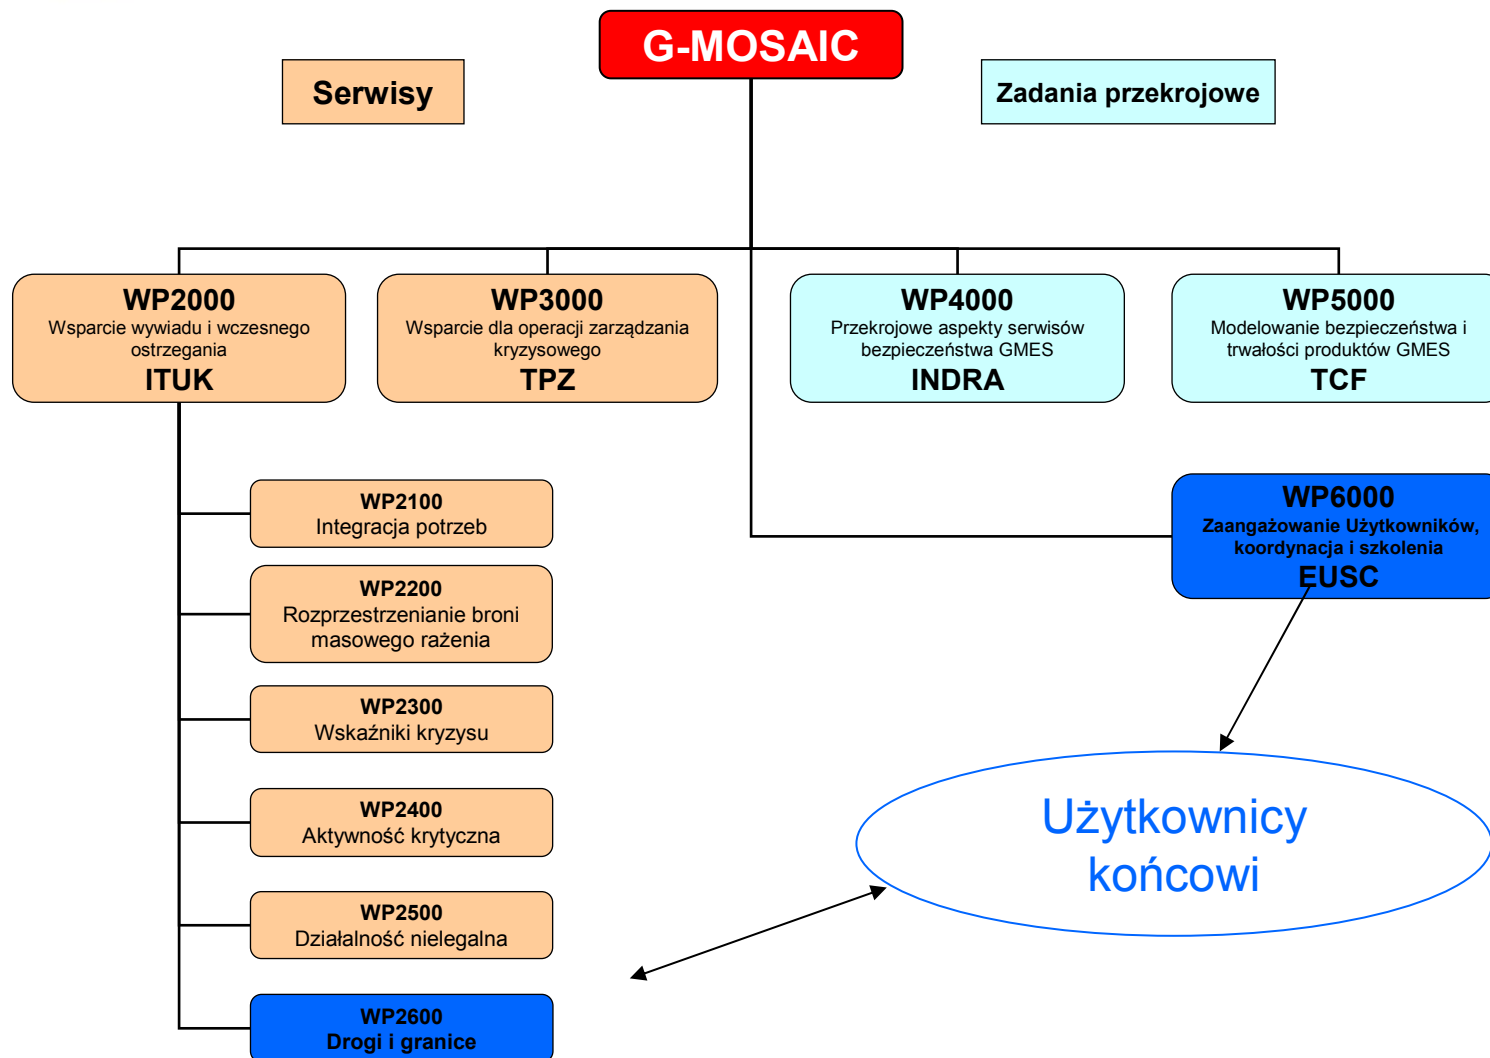 G-MOSAIC
Serwisy
Zadania przekrojowe
WP2000
Wsparcie wywiadu i wczesnego
ostrzegania
ITUK
WP3000
Wsparcie dla operacji zarządzania
kryzysowego
TPZ
WP4000
Przekrojowe aspekty serwisów
bezpieczeństwa GMES
INDRA
WP5000
Modelowanie bezpieczeństwa i
trwałości produktów GMES
TCF
WP2100
Integracja potrzeb
WP2200
Rozprzestrzenianie broni
masowego rażenia
WP2300
Wskaźniki kryzysu
WP2400
Aktywność krytyczna
WP2500
Działalność nielegalna
WP2600
Drogi i granice
WP6000
Zaangażowanie Użytkowników,
koordynacja i szkolenia
EUSC
Użytkownicy
końcowi